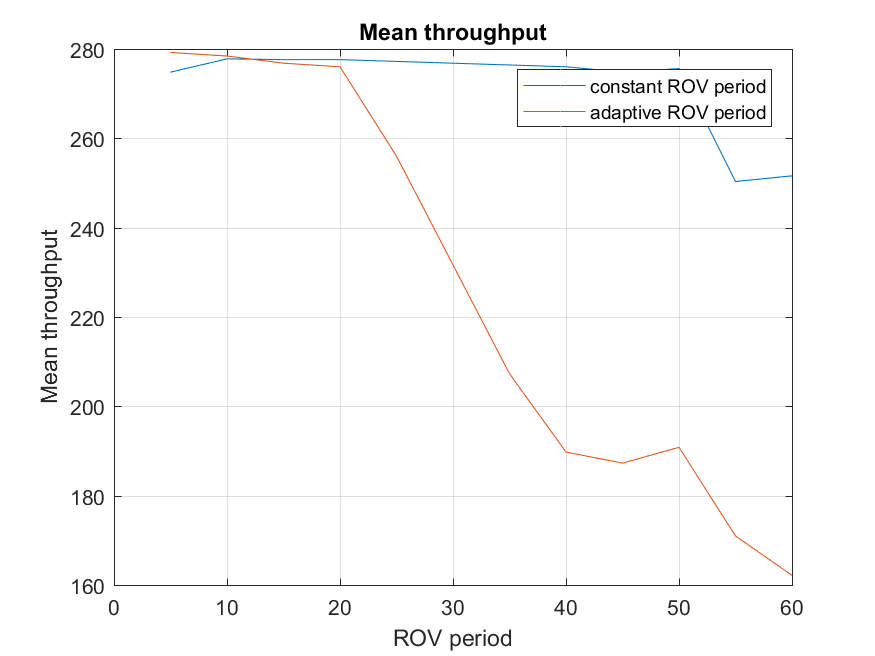 Mean throughput
280
260
240
220
200
180
160
Mean throughput
constant ROV period
adaptive ROV period
0 10 20 30 40 50 60
ROV period